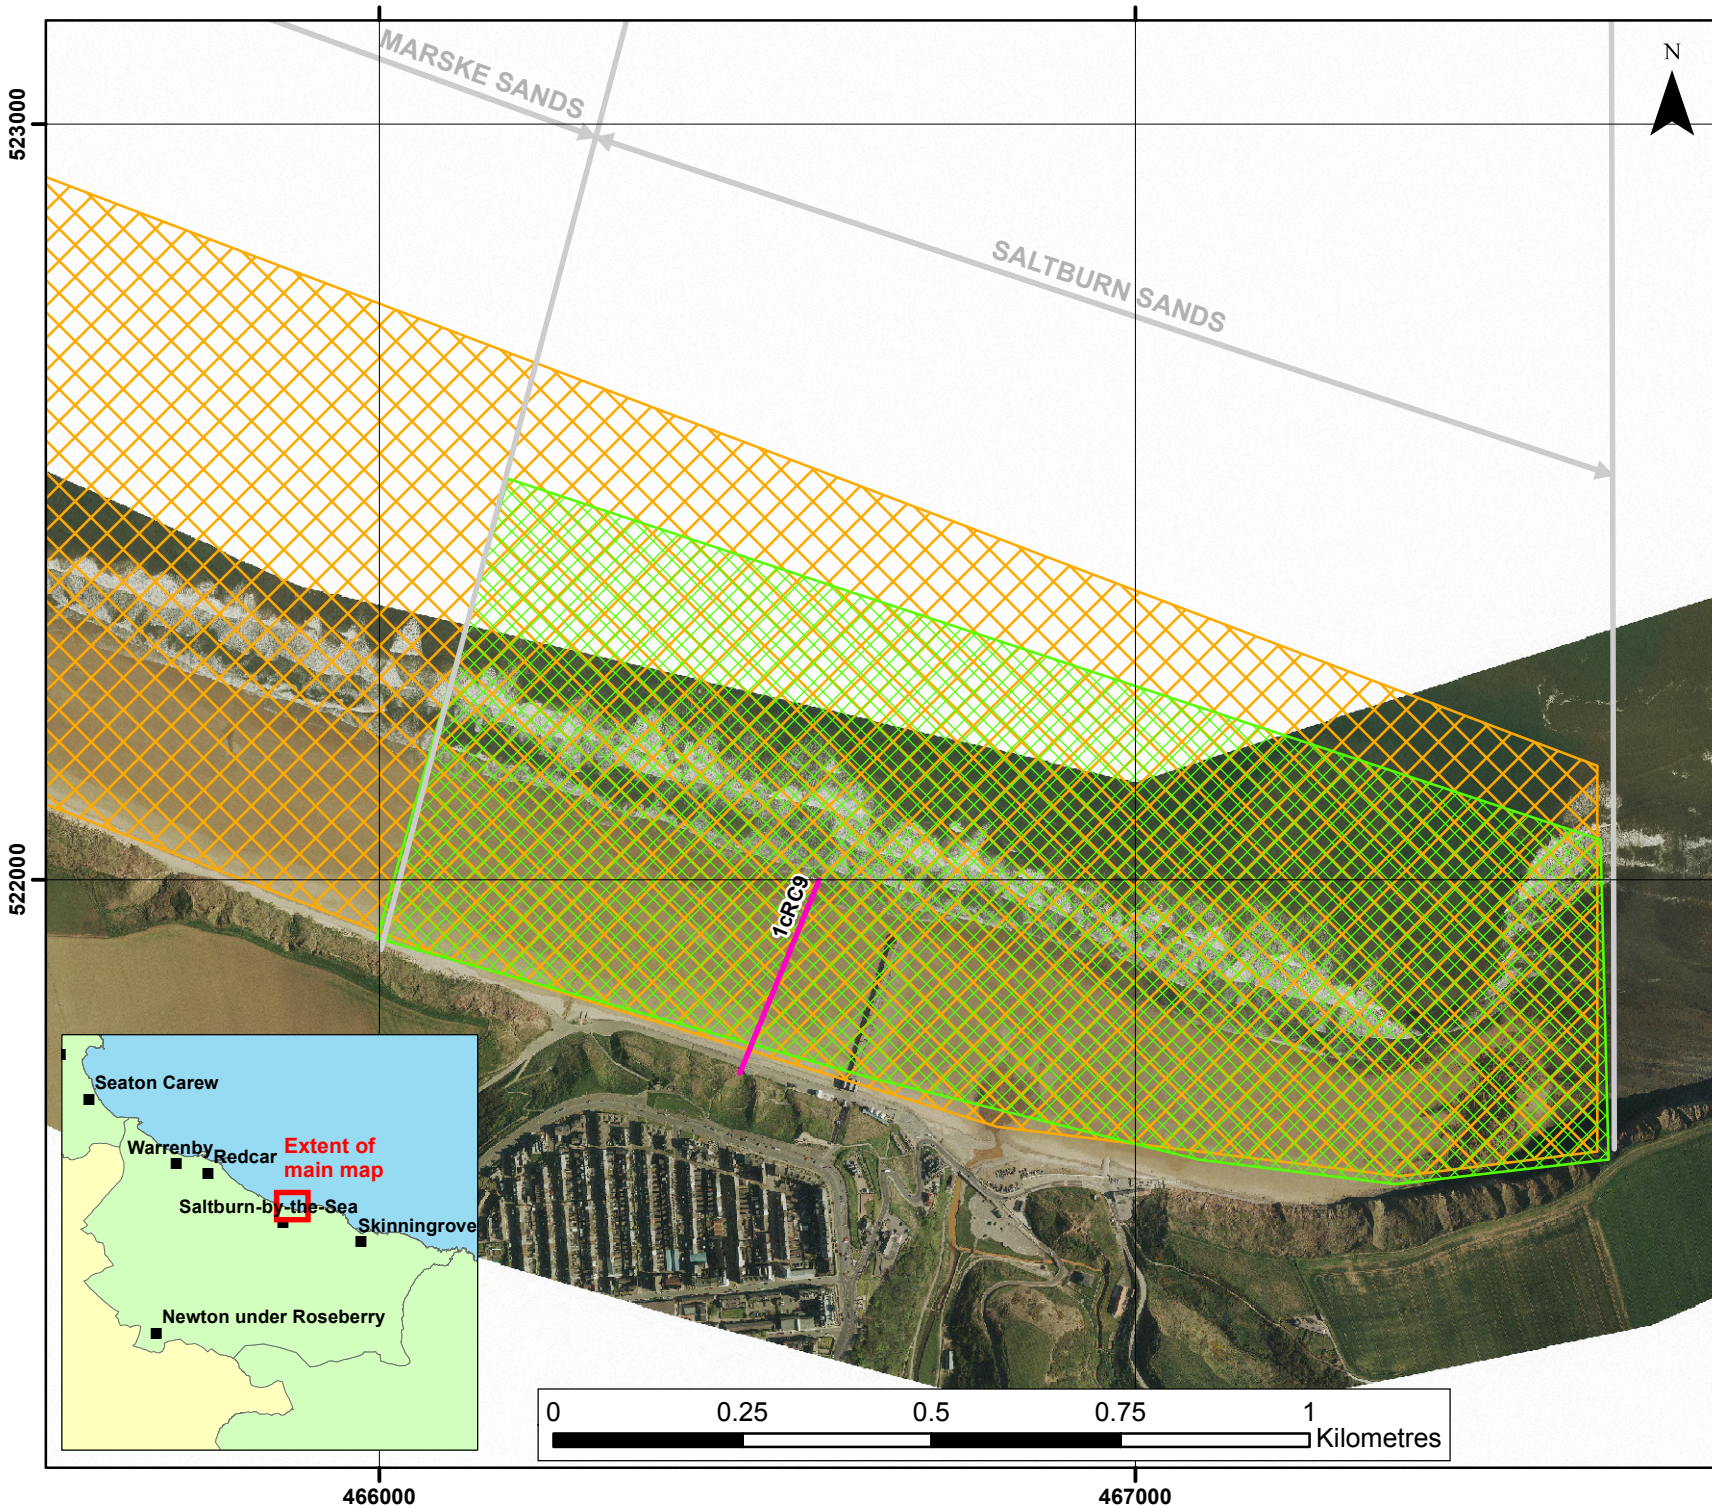 MARSKE SANDS
N
523000
SALTBURN SANDS
522000
1cRC9
Seaton Carew
Warrenby
Redcar
Extent of
main map
Saltburn-by-the-Sea
Skinningrove
Newton under Roseberry
0 0.25 0.5 0.75 1
Kilometres
466000 467000